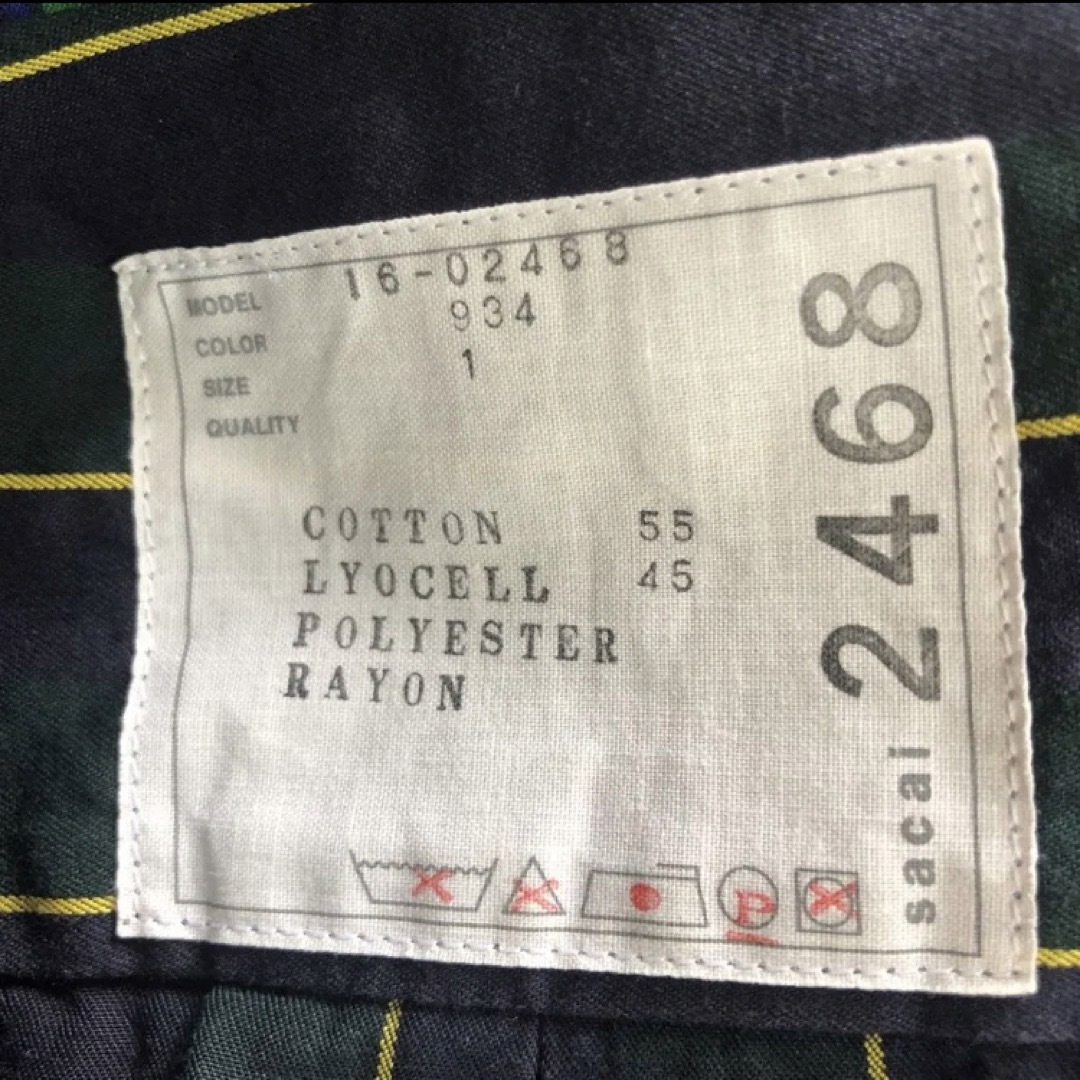 MODEL 16-02468
COLOR 934
SIZE 1
QUALITY
COTTON 55
LYOCELL 45
POLYESTER
RAYON
P
sacai 2468